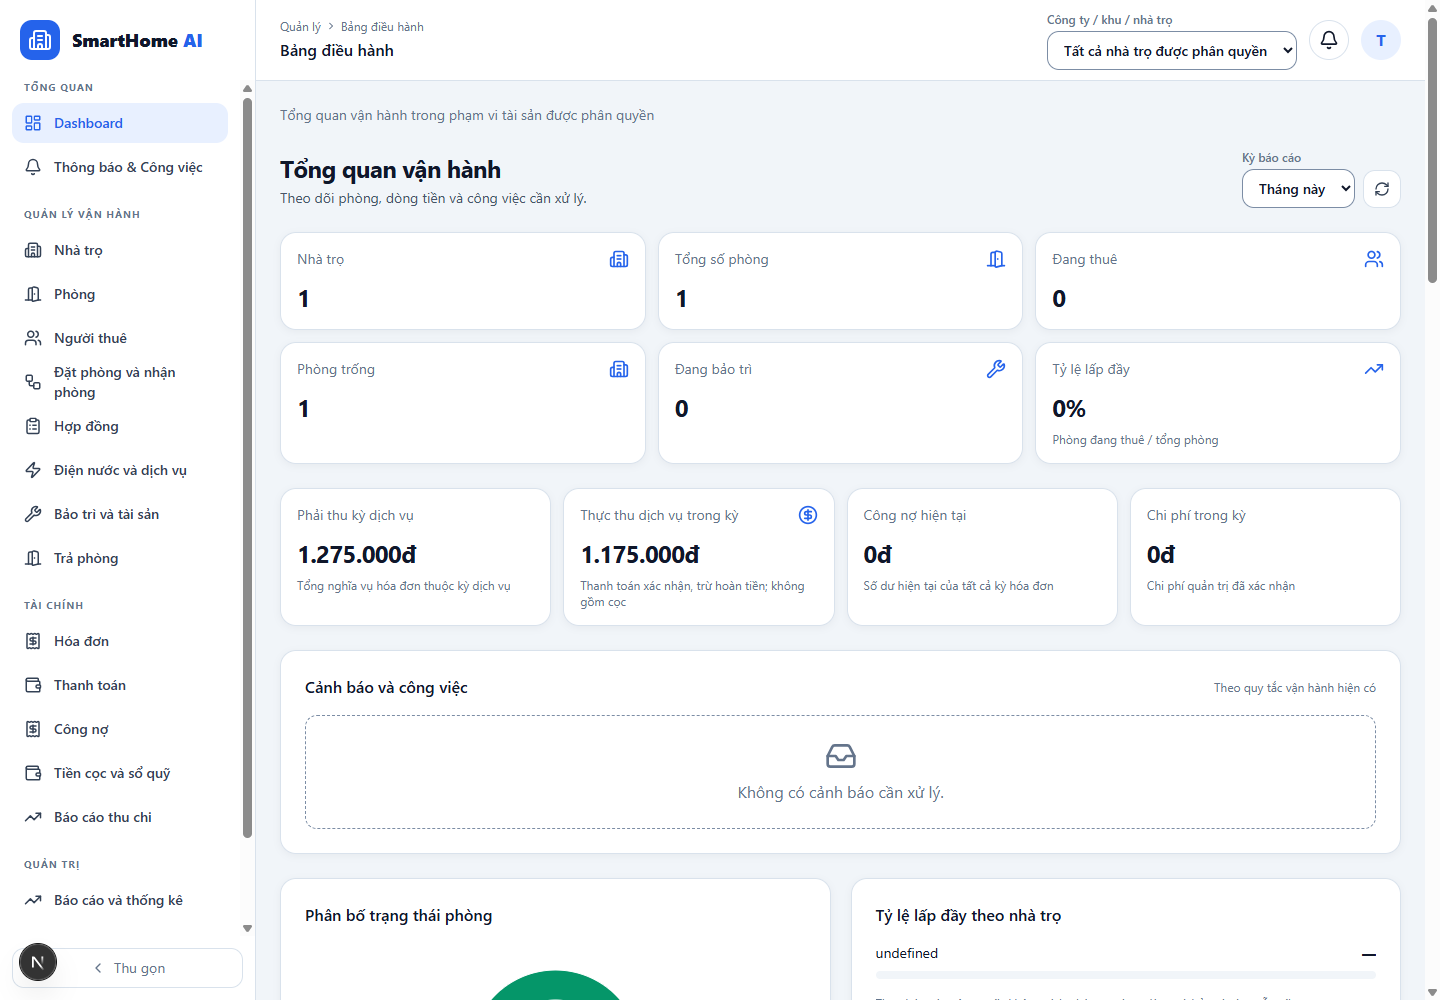 SmartHome AI
TỔNG QUAN
Dashboard
Thông báo & Công việc
QUẢN LÝ VẬN HÀNH
Nhà trọ
Phòng
Người thuê
Đặt phòng và nhận
phòng
Hợp đồng
Điện nước và dịch vụ
Bảo trì và tài sản
Trả phòng
TÀI CHÍNH
Hóa đơn
Thanh toán
Công nợ
Tiền cọc và sổ quỹ
Báo cáo thu chi
QUẢN TRỊ
Báo cáo và thống kê
N
Thu gọn
Quản lý > Bảng điều hành
Bảng điều hành
Công ty / khu / nhà trọ
Tất cả nhà trọ được phân quyền
T
Tổng quan vận hành trong phạm vi tài sản được phân quyền
Tổng quan vận hành
Theo dõi phòng, dòng tiền và công việc cần xử lý.
Kỳ báo cáo
Tháng này
Nhà trọ
1
Tổng số phòng
1
Đang thuê
0
Phòng trống
1
Đang bảo trì
0
Tỷ lệ lấp đầy
0%
Phòng đang thuê / tổng phòng
Phải thu kỳ dịch vụ
1.275.000đ
Tổng nghĩa vụ hóa đơn thuộc kỳ dịch vụ
Thực thu dịch vụ trong kỳ
1.175.000đ
Thanh toán xác nhận, trừ hoàn tiền; không
gồm cọc
Công nợ hiện tại
0đ
Số dư hiện tại của tất cả kỳ hóa đơn
Chi phí trong kỳ
0đ
Chi phí quản trị đã xác nhận
Cảnh báo và công việc
Theo quy tắc vận hành hiện có
Không có cảnh báo cần xử lý.
Phân bố trạng thái phòng
Tỷ lệ lấp đầy theo nhà trọ
undefined
—